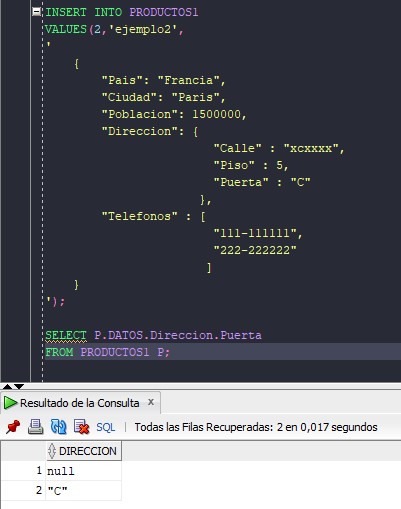 INSERT INTO PRODUCTOS1
VALUES(2,'ejemplo2',
'
{
"Pais": "Francia",
"Ciudad": "Paris",
"Poblacion": 1500000,
"Direccion": {
"Calle" : "xcxxxx",
"Piso" : 5,
"Puerta" : "C"
},
"Telefonos" : [
"111-111111",
"222-222222"
]
}
');
SELECT P.DATOS.Direccion.Puerta
FROM PRODUCTOS1 P;
Resultado de la Consulta x
SQL | Todas las Filas Recuperadas: 2 en 0,017 segundos
DIRECCION
1 null
2 "C"